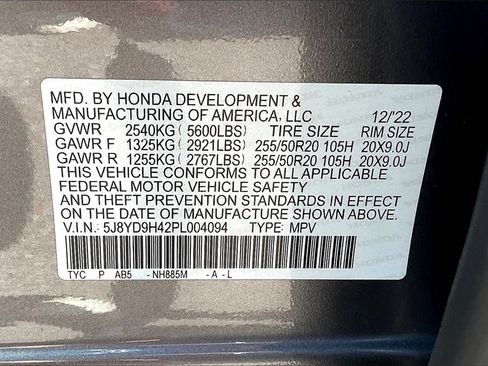 MFD. BY HONDA DEVELOPMENT &
MANUFACTURING OF AMERICA, LLC 12/'22
GVWR 2540KG (5600LBS) TIRE SIZE RIM SIZE
GAWR F 1325KG (2921LBS) 255/50R20 105H 20X9.0J
GAWR R 1255KG (2767LBS) 255/50R20 105H 20X9.0J
THIS VEHICLE CONFORMS TO ALL APPLICABLE
FEDERAL MOTOR VEHICLE SAFETY
AND THEFT PREVENTION STANDARDS IN EFFECT
ON THE DATE OF MANUFACTURE SHOWN ABOVE.
V.I.N.: 5J8YD9H42PL004094 TYPE: MPV
TYC P AB5 -NH885M -A-L